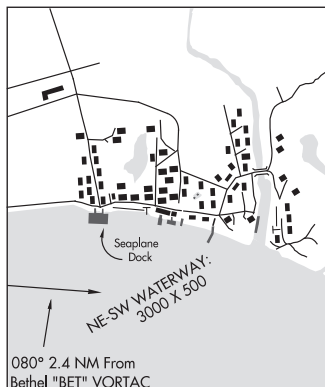 Seaplane
Dock
NE-SW WATERWAY:
3000 X 500
080° 2.4 NM From
Bethel "BET" VORTAC